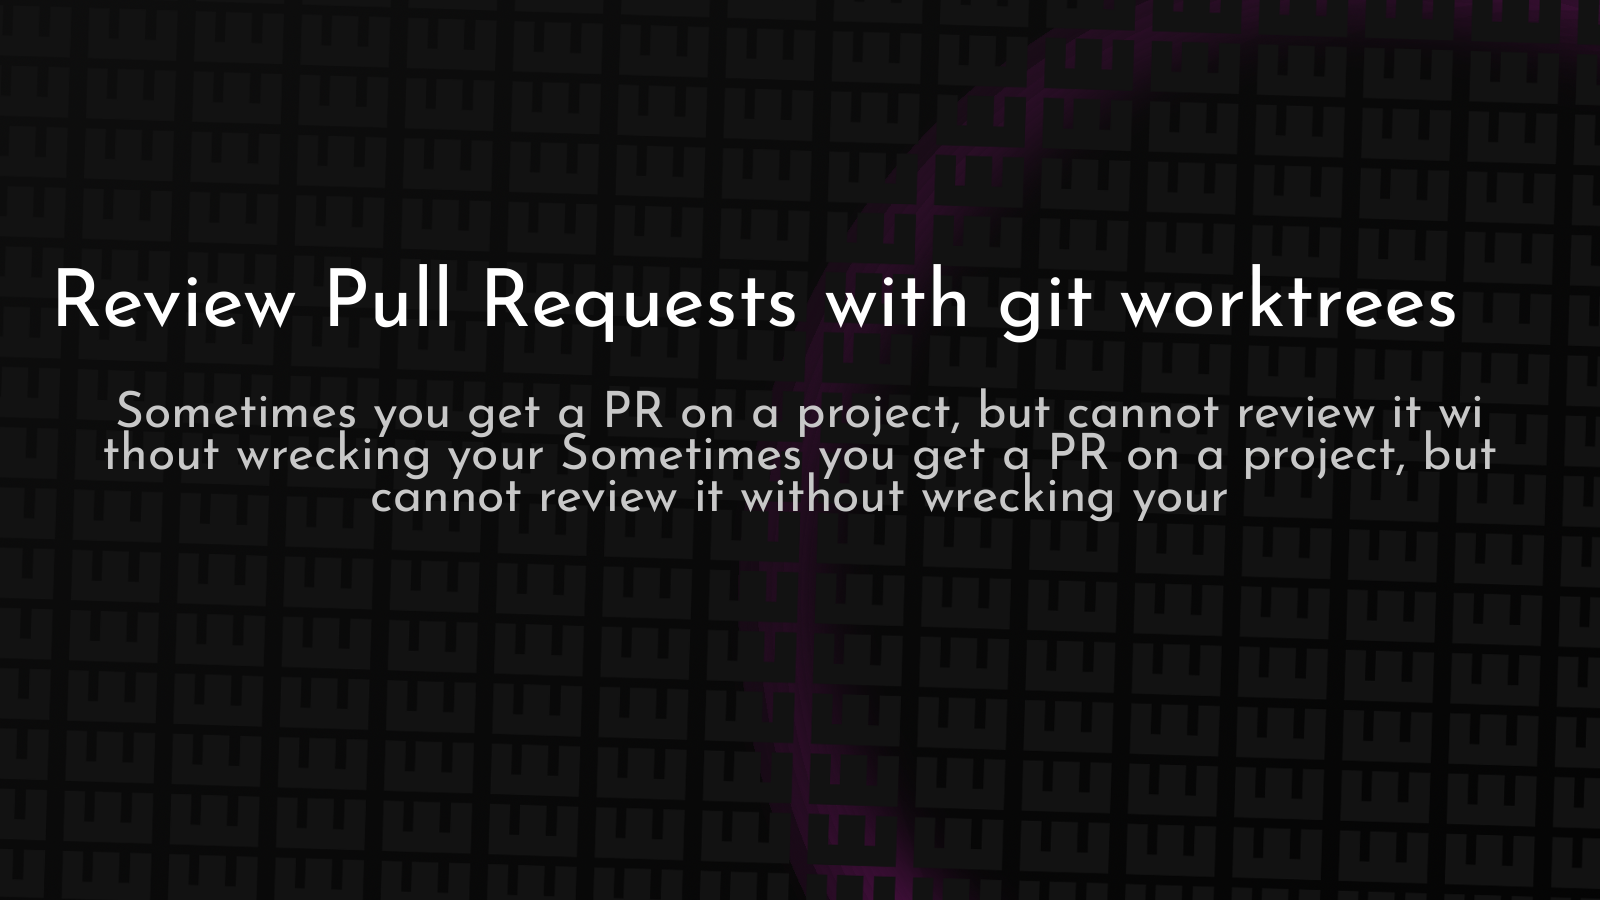 Review Pull Requests with git worktrees
Sometimes you get a PR on a project, but cannot review it wi
thout wrecking your Sometimes you get a PR on a project, but
cannot review it without wrecking your